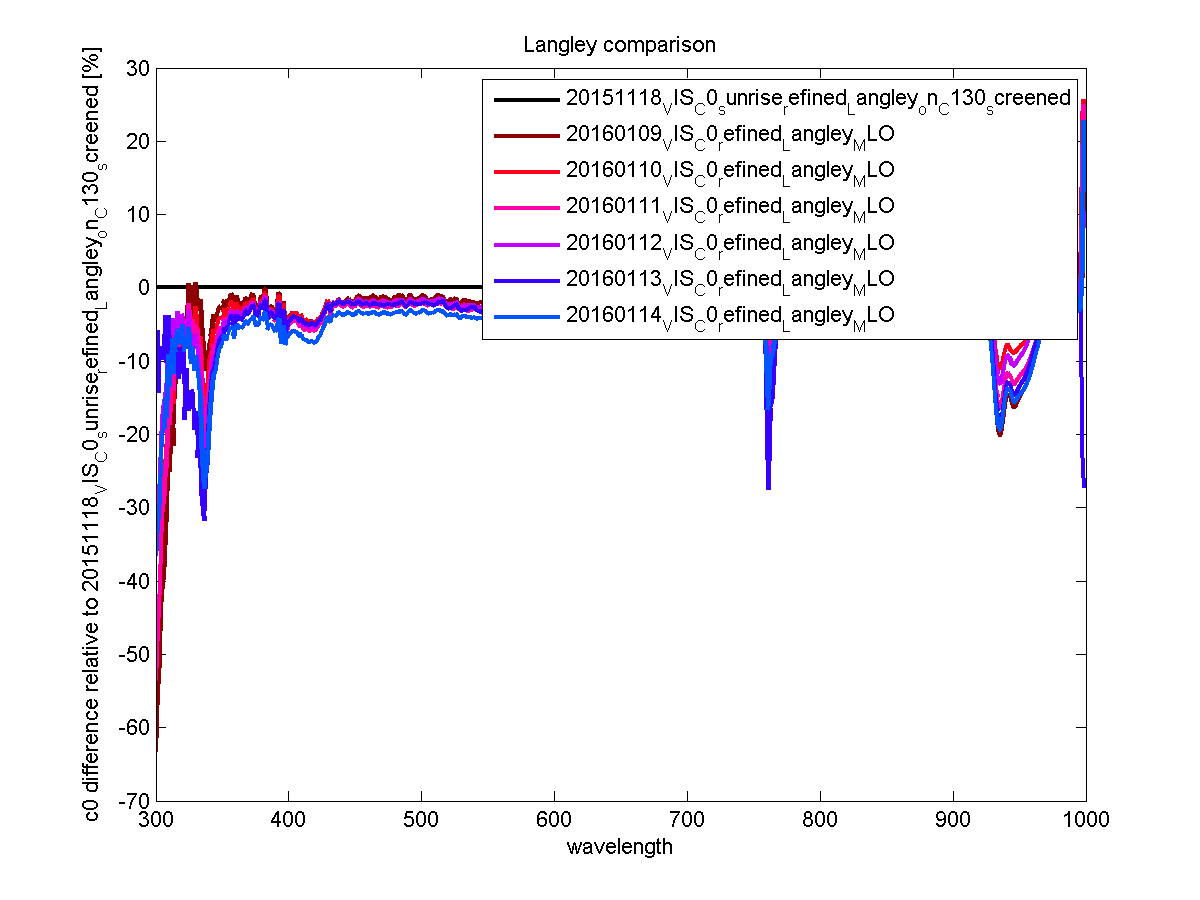 Langley comparison
c0 difference relative to 20151118_VIS_C0_sunrise_refined_Langley_on_C130_screened [%]
30
20
10
0
-10
-20
-30
-40
-50
-60
-70
20151118_VIS_C0_sunrise_refined_Langley_on_C130_screened
20160109_VIS_C0_refined_Langley_MLO
20160110_VIS_C0_refined_Langley_MLO
20160111_VIS_C0_refined_Langley_MLO
20160112_VIS_C0_refined_Langley_MLO
20160113_VIS_C0_refined_Langley_MLO
20160114_VIS_C0_refined_Langley_MLO
300 400 500 600 700 800 900 1000
wavelength